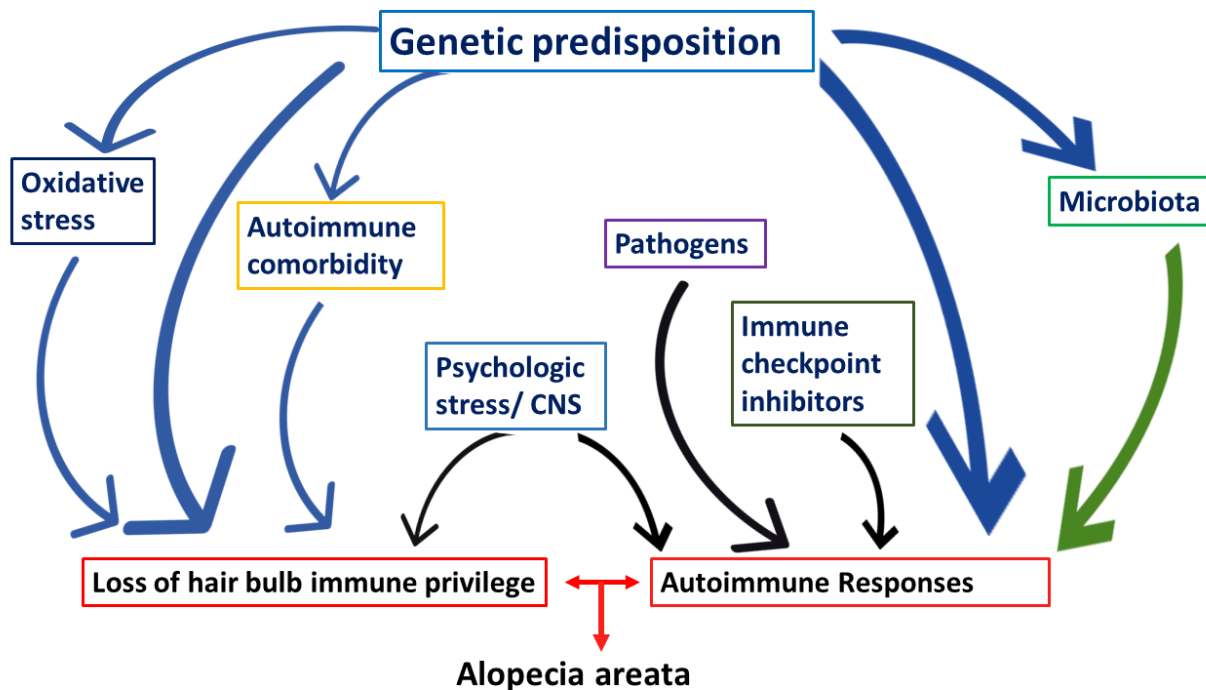 Genetic predisposition
Oxidative
stress
Autoimmune
comorbidity
Pathogens
Microbiota
Psychologic
stress/ CNS
Immune
checkpoint
inhibitors
Loss of hair bulb immune privilege
Autoimmune Responses
Alopecia areata